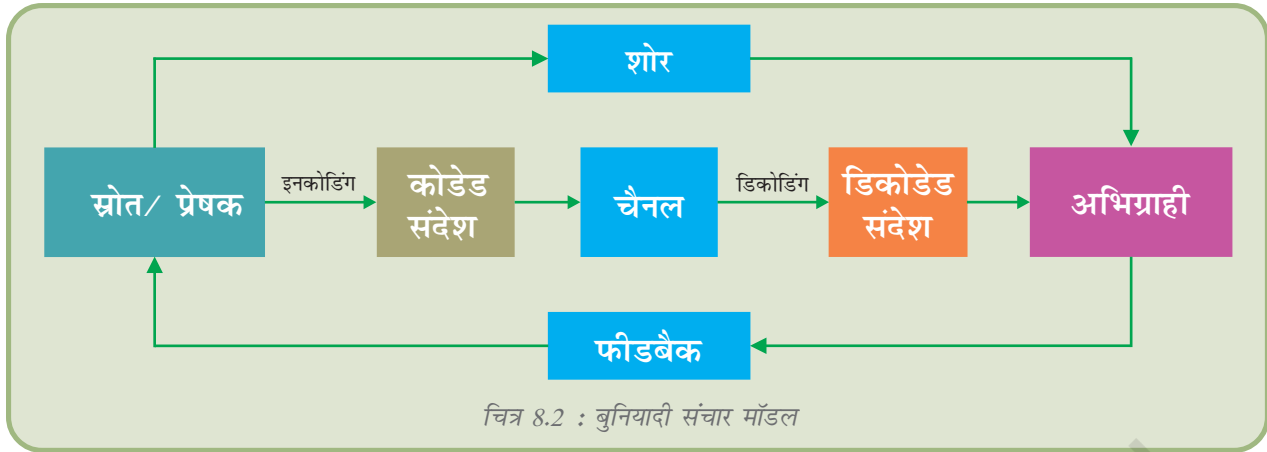 शोर
स्रोत/ प्रेषक
इनकोडिंग
कोडेड
संदेश
चैनल
डिकोडिंग
डिकोडेड
संदेश
अभिग्राही
फीडबैक
चित्र 8.2 : बुनियादी संचार मॉडल